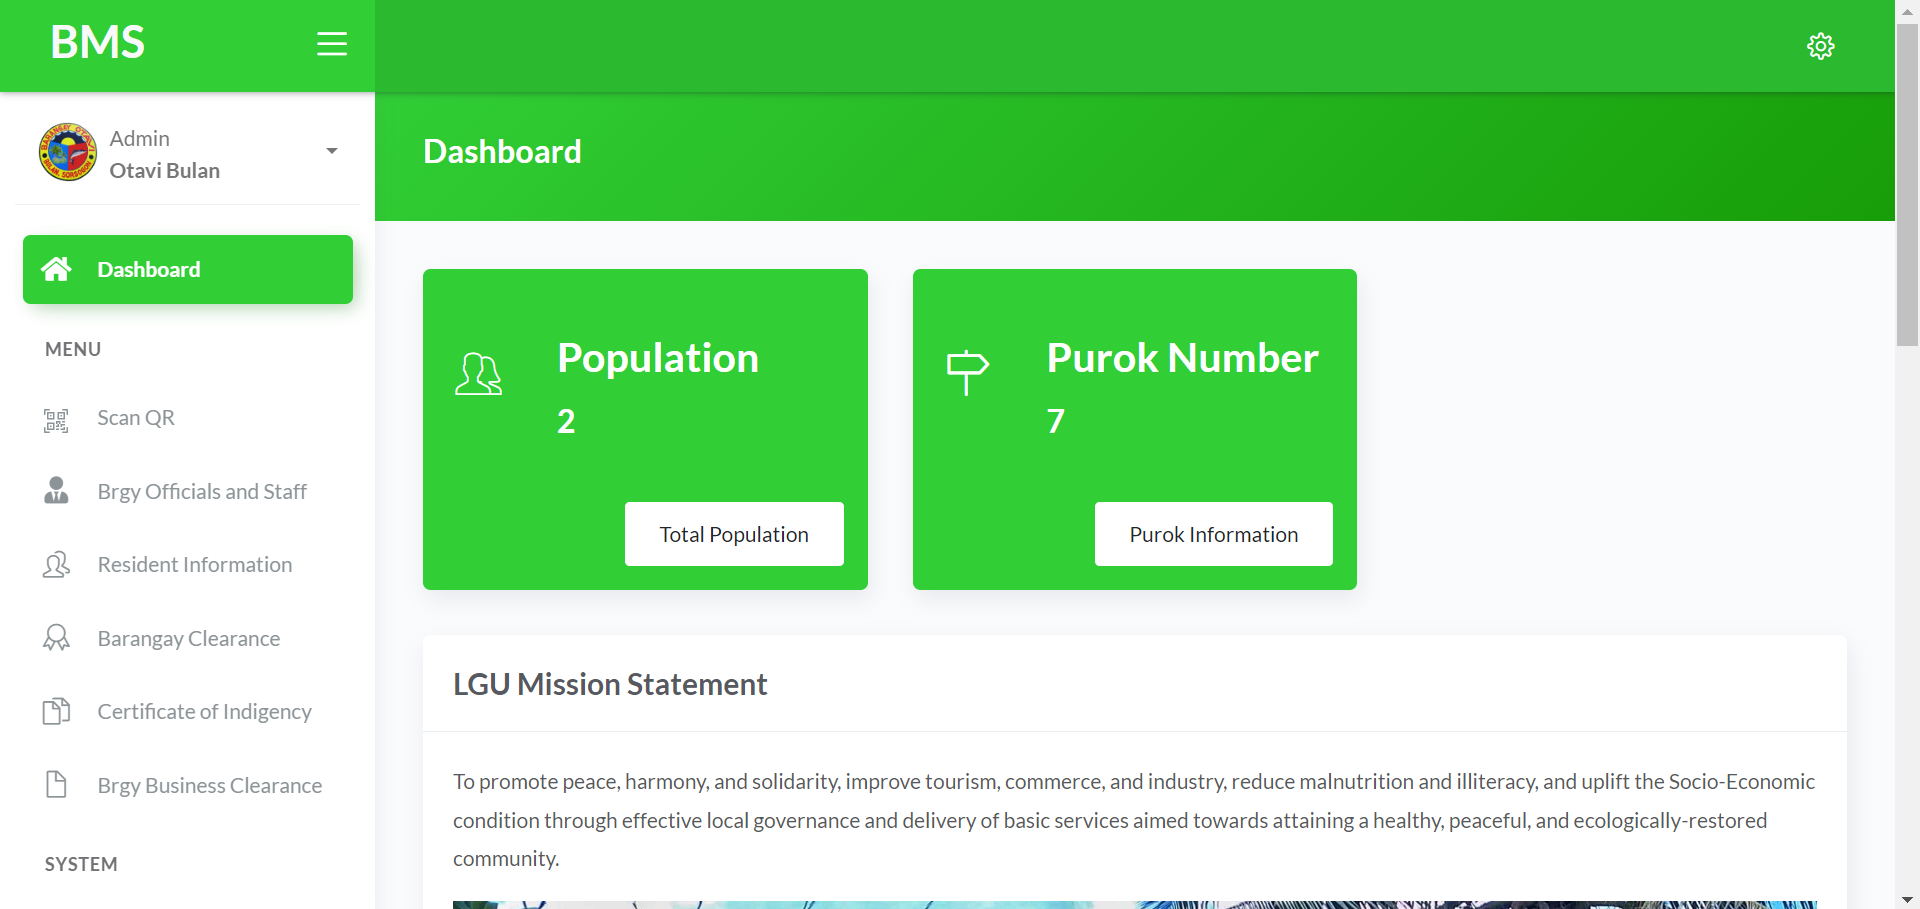 BMS
Admin
Otavi Bulan
Dashboard
MENU
Scan QR
Brgy Officials and Staff
Resident Information
Barangay Clearance
Certificate of Indigency
Brgy Business Clearance
SYSTEM
Dashboard
Population
2
Total Population
Purok Number
7
Purok Information
LGU Mission Statement
To promote peace, harmony, and solidarity, improve tourism, commerce, and industry, reduce malnutrition and illiteracy, and uplift the Socio-Economic
condition through effective local governance and delivery of basic services aimed towards attaining a healthy, peaceful, and ecologically-restored
community.